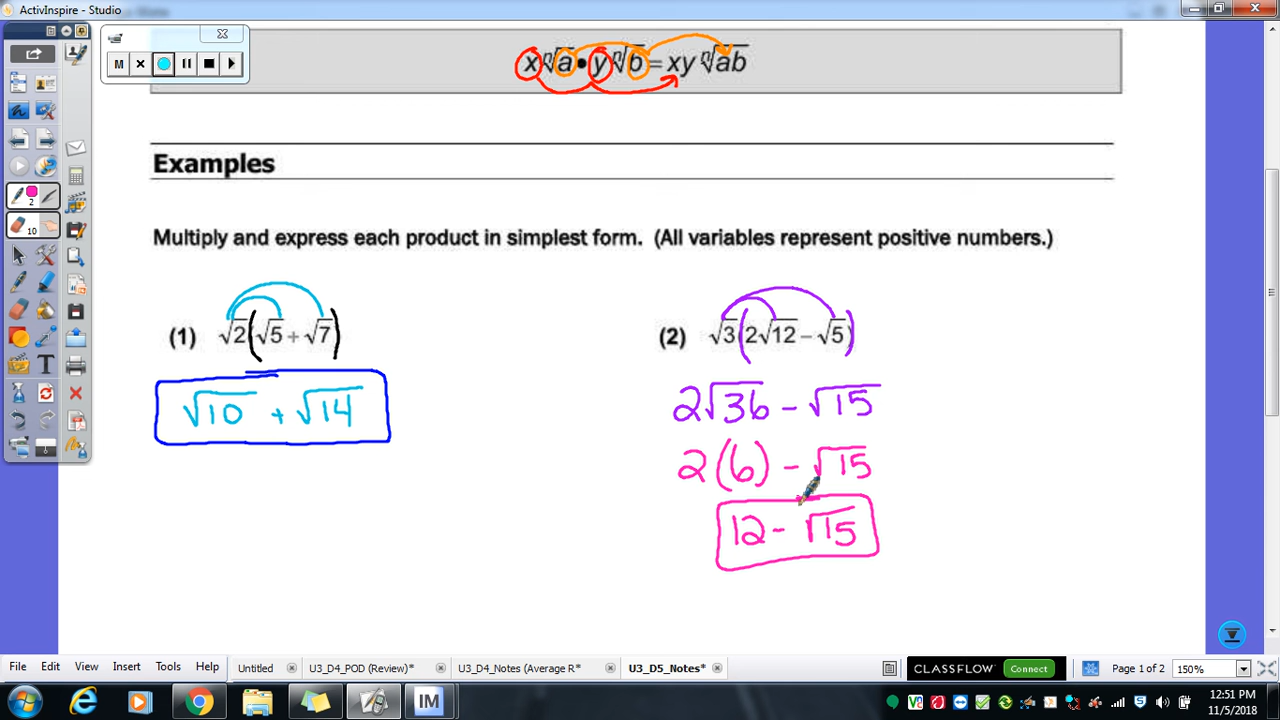 ActivInspire - Studio
M
x ⁿ√a • y ⁿ√b = xy ⁿ√ab
Examples
Multiply and express each product in simplest form. (All variables represent positive numbers.)
(1) √2(√5 + √7)
√10 + √14
(2) √3(2√12 – √5)
2√36 - √15
2(6) - √15
12 - √15
2
10
File Edit View Insert Tools Help
Untitled
U3_D4_POD (Review)*
U3_D4_Notes (Average R*
U3_D5_Notes*
CLASSFLOW Connect
Page 1 of 2
150%
IM
12:51 PM
11/5/2018